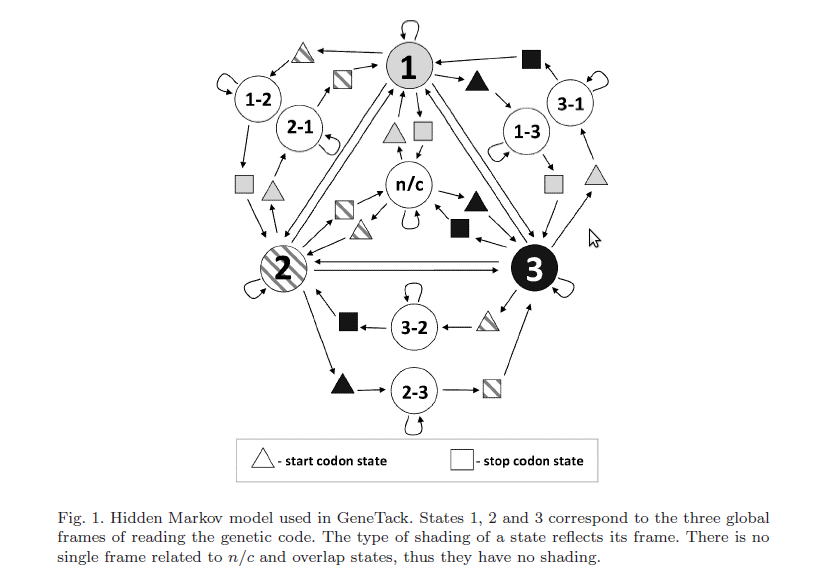 1
1-2
2-1
3-1
1-3
n/c
2
3
3-2
2-3
- start codon state
- stop codon state
Fig. 1. Hidden Markov model used in GeneTack. States 1, 2 and 3 correspond to the three global
frames of reading the genetic code. The type of shading of a state reflects its frame. There is no
single frame related to n/c and overlap states, thus they have no shading.